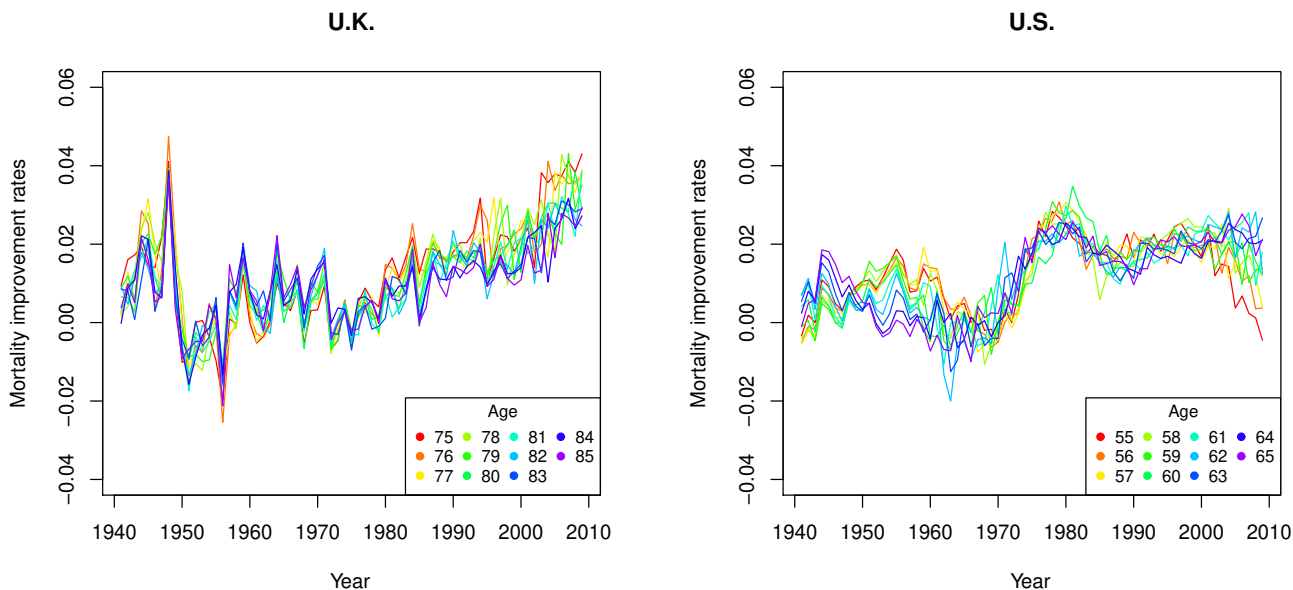 U.K.
Mortality improvement rates
0.06
0.04
0.02
0.00
−0.02
−0.04
1940 1950 1960 1970 1980 1990 2000 2010
Year
Age
75 78 81 84
76 79 82 85
77 80 83
U.S.
Mortality improvement rates
0.06
0.04
0.02
0.00
−0.02
−0.04
1940 1950 1960 1970 1980 1990 2000 2010
Year
Age
55 58 61 64
56 59 62 65
57 60 63